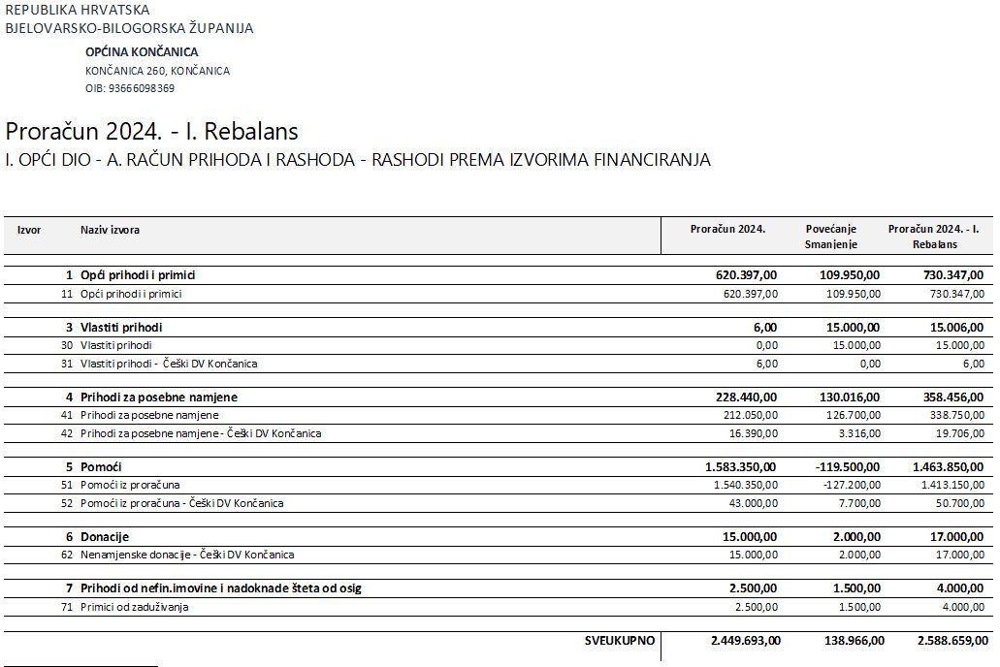 REPUBLIKA HRVATSKA
BJELOVARSKO-BILOGORSKA ŽUPANIJA
OPĆINA KONČANICA
KONČANICA 260, KONČANICA
OIB: 93666098369
Proračun 2024. - I. Rebalans
I. OPĆI DIO - A. RAČUN PRIHODA I RASHODA - RASHODI PREMA IZVORIMA FINANCIRANJA
Izvor Naziv izvora Proračun 2024. Povećanje Smanjenje Proračun 2024. - I. Rebalans
1 Opći prihodi i primici 620.397,00 109.950,00 730.347,00
11 Opći prihodi i primici 620.397,00 109.950,00 730.347,00
3 Vlastiti prihodi 6,00 15.000,00 15.006,00
30 Vlastiti prihodi 0,00 15.000,00 15.000,00
31 Vlastiti prihodi - Češki DV Končanica 6,00 0,00 6,00
4 Prihodi za posebne namjene 228.440,00 130.016,00 358.456,00
41 Prihodi za posebne namjene 212.050,00 126.700,00 338.750,00
42 Prihodi za posebne namjene - Češki DV Končanica 16.390,00 3.316,00 19.706,00
5 Pomoći 1.583.350,00 -119.500,00 1.463.850,00
51 Pomoći iz proračuna 1.540.350,00 -127.200,00 1.413.150,00
52 Pomoći iz proračuna - Češki DV Končanica 43.000,00 7.700,00 50.700,00
6 Donacije 15.000,00 2.000,00 17.000,00
62 Nenamjenske donacije - Češki DV Končanica 15.000,00 2.000,00 17.000,00
7 Prihodi od nefin.imovine i nadoknade šteta od osig 2.500,00 1.500,00 4.000,00
71 Primici od zaduživanja 2.500,00 1.500,00 4.000,00
SVEUKUPNO 2.449.693,00 138.966,00 2.588.659,00